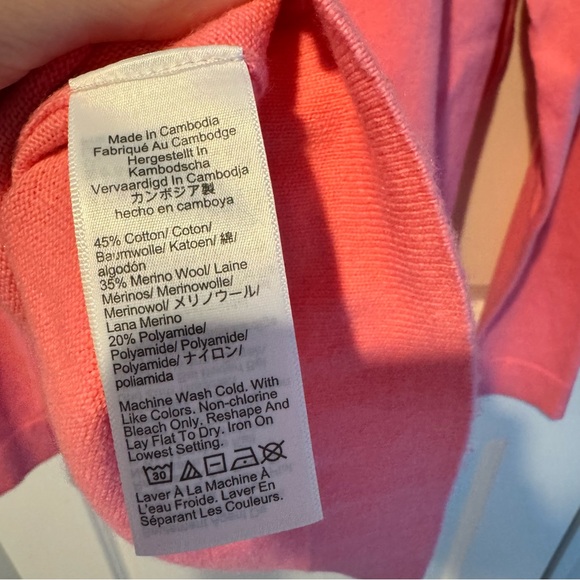 Made In Cambodia
Fabriqué Au Cambodge
Hergestellt In
Kambodscha
Vervaardigd In Cambodja
カンボジア製
hecho en camboya
45% Cotton/ Coton/
Baumwolle/ Katoen/ 綿/
algodón
35% Merino Wool/ Laine
Mérinos/ Merinowolle/
Merinowol/ メリノウール/
Lana Merino
20% Polyamide/
Polyamide/ Polyamide/
Polyamide/ ナイロン/
poliamida
Machine Wash Cold. With
Like Colors. Non-chlorine
Bleach Only. Reshape And
Lay Flat To Dry. Iron On
Lowest Setting.
30
Laver À La Machine À
L'eau Froide. Laver En
Séparant Les Couleurs.